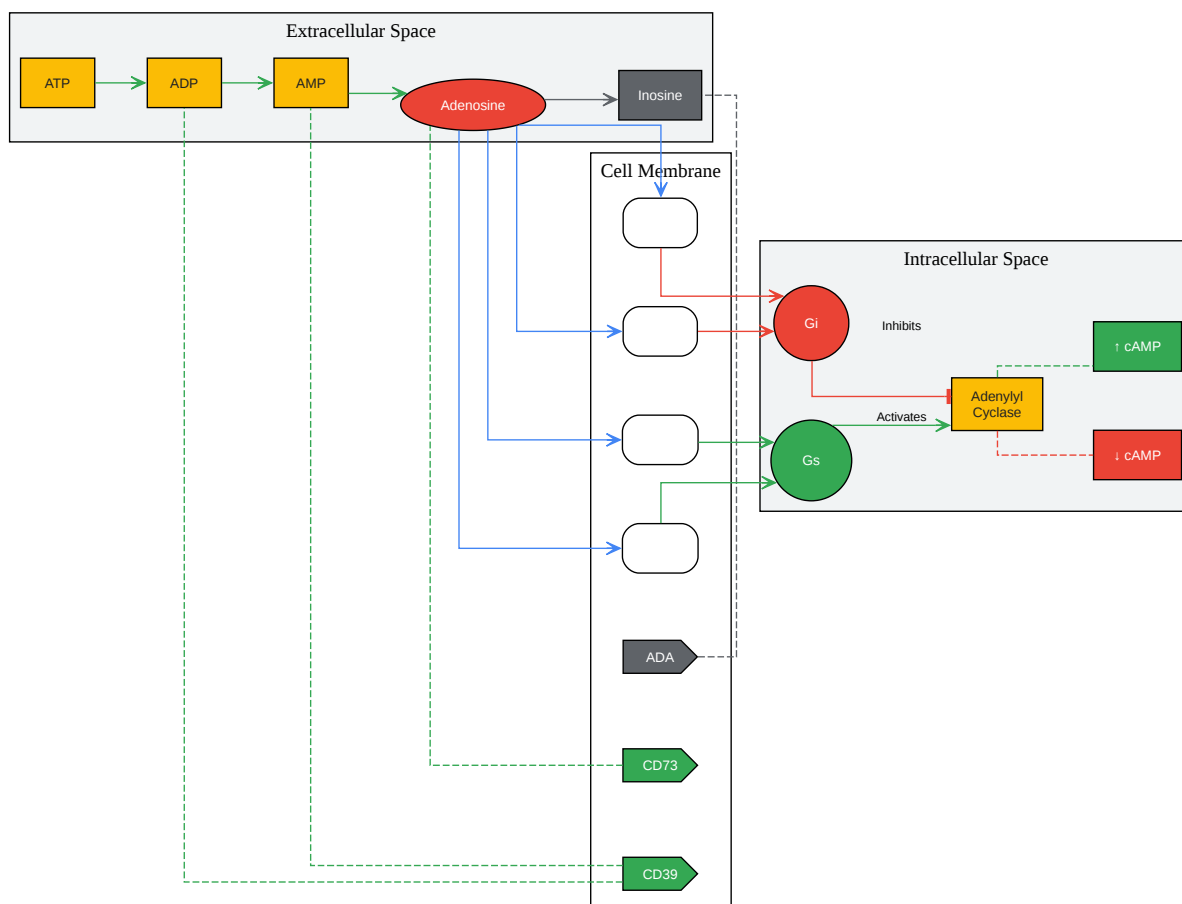 Extracellular Space
ATP
ADP
AMP
Adenosine
Inosine
Cell Membrane
Intracellular Space
Gi
Inhibits
↑ cAMP
Adenylyl
Cyclase
Activates
Gs
↓ cAMP
ADA
CD73
CD39